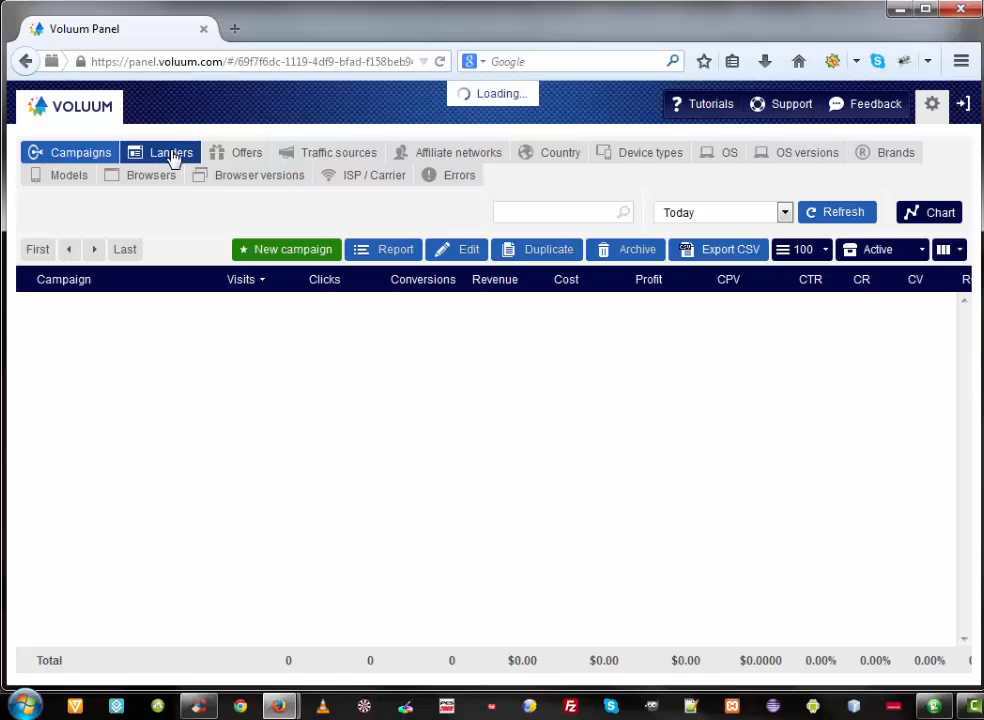 Voluum Panel
https://panel.voluum.com/#/69f7f6dc-1119-4df9-bfad-f158beb9
Google
Loading...
VOLUUM
Tutorials Support Feedback
Campaigns Landers Offers Traffic sources Affiliate networks Country Device types OS OS versions Brands
Models Browsers Browser versions ISP / Carrier Errors
Today Refresh Chart
First Last New campaign Report Edit Duplicate Archive Export CSV 100 Active
Campaign Visits Clicks Conversions Revenue Cost Profit CPV CTR CR CV R
Total 0 0 0 $0.00 $0.00 $0.00 $0.0000 0.00% 0.00% 0.00%